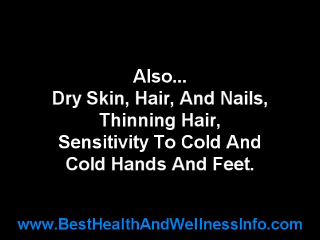 Also...
Dry Skin, Hair, And Nails,
Thinning Hair,
Sensitivity To Cold And
Cold Hands And Feet.
www.BestHealthAndWellnessInfo.com